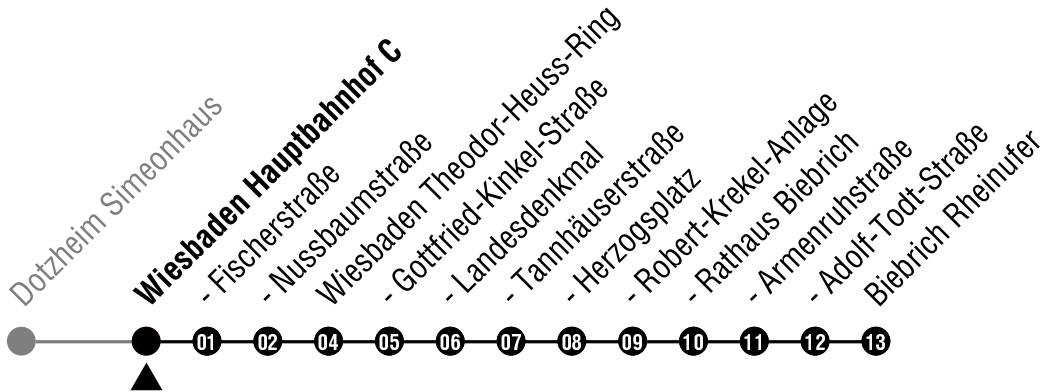 Dotzheim Simeonhaus
Wiesbaden Hauptbahnhof C
- Fischerstraße
- Nussbaumstraße
Wiesbaden Theodor-Heuss-Ring
- Gottfried-Kinkel-Straße
- Landesdenkmal
- Tannhäuserstraße
- Herzogsplatz
- Robert-Krekel-Anlage
- Rathaus Biebrich
- Armenruhstraße
- Adolf-Todt-Straße
Biebrich Rheinufer
01 02 04 05 06 07 08 09 10 11 12 13